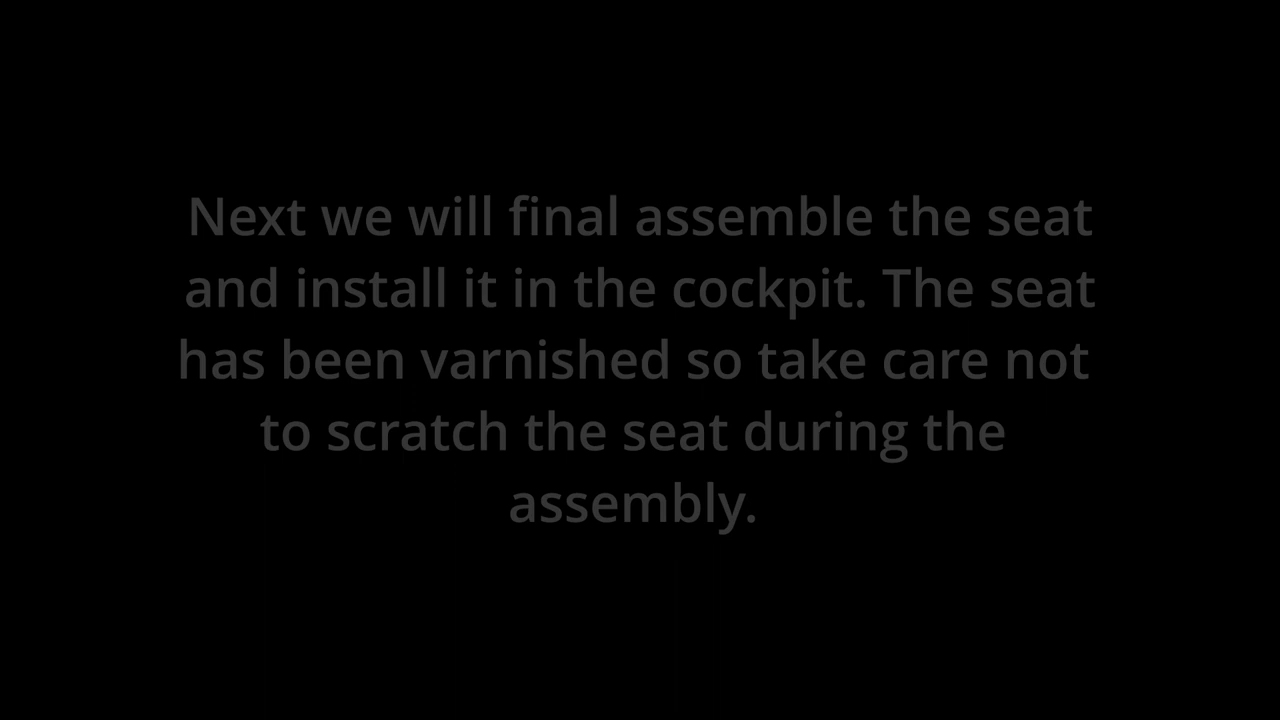 Next we will final assemble the seat
and install it in the cockpit. The seat
has been varnished so take care not
to scratch the seat during the
assembly.